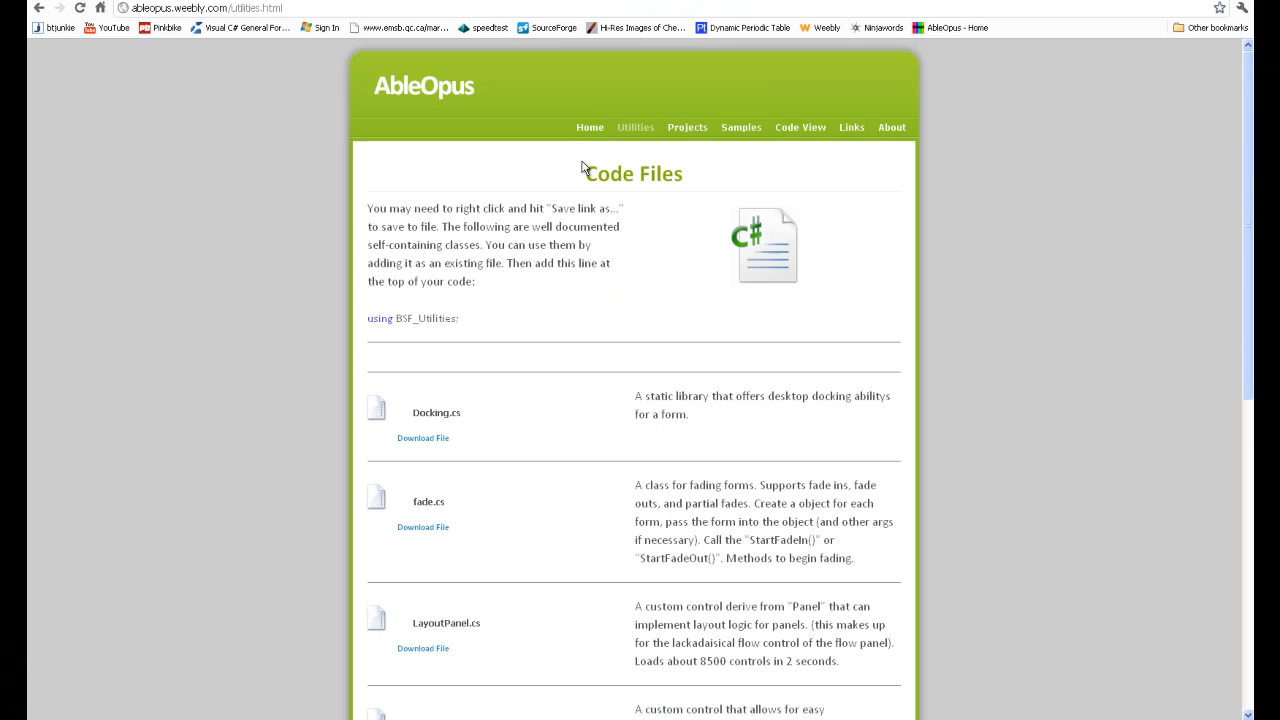 ableopus.weebly.com/utilities.html
btjunkie YouTube Pinkbike Visual C# General For... Sign In www.emsb.qc.ca/mar... speedtest SourceForge Hi-Res Images of Che... Dynamic Periodic Table Weebly Ninjawords AbleOpus - Home Other bookmarks
AbleOpus
Home Utilities Projects Samples Code View Links About
Code Files
You may need to right click and hit "Save link as..."
to save to file. The following are well documented
self-containing classes. You can use them by
adding it as an existing file. Then add this line at
the top of your code:
using BSF_Utilities;
C#
Docking.cs
Download File
A static library that offers desktop docking abilitys
for a form.
fade.cs
Download File
A class for fading forms. Supports fade ins, fade
outs, and partial fades. Create a object for each
form, pass the form into the object (and other args
if necessary). Call the "StartFadeIn()" or
"StartFadeOut()". Methods to begin fading.
LayoutPanel.cs
Download File
A custom control derive from "Panel" that can
implement layout logic for panels. (this makes up
for the lackadaisical flow control of the flow panel).
Loads about 8500 controls in 2 seconds.
A custom control that allows for easy